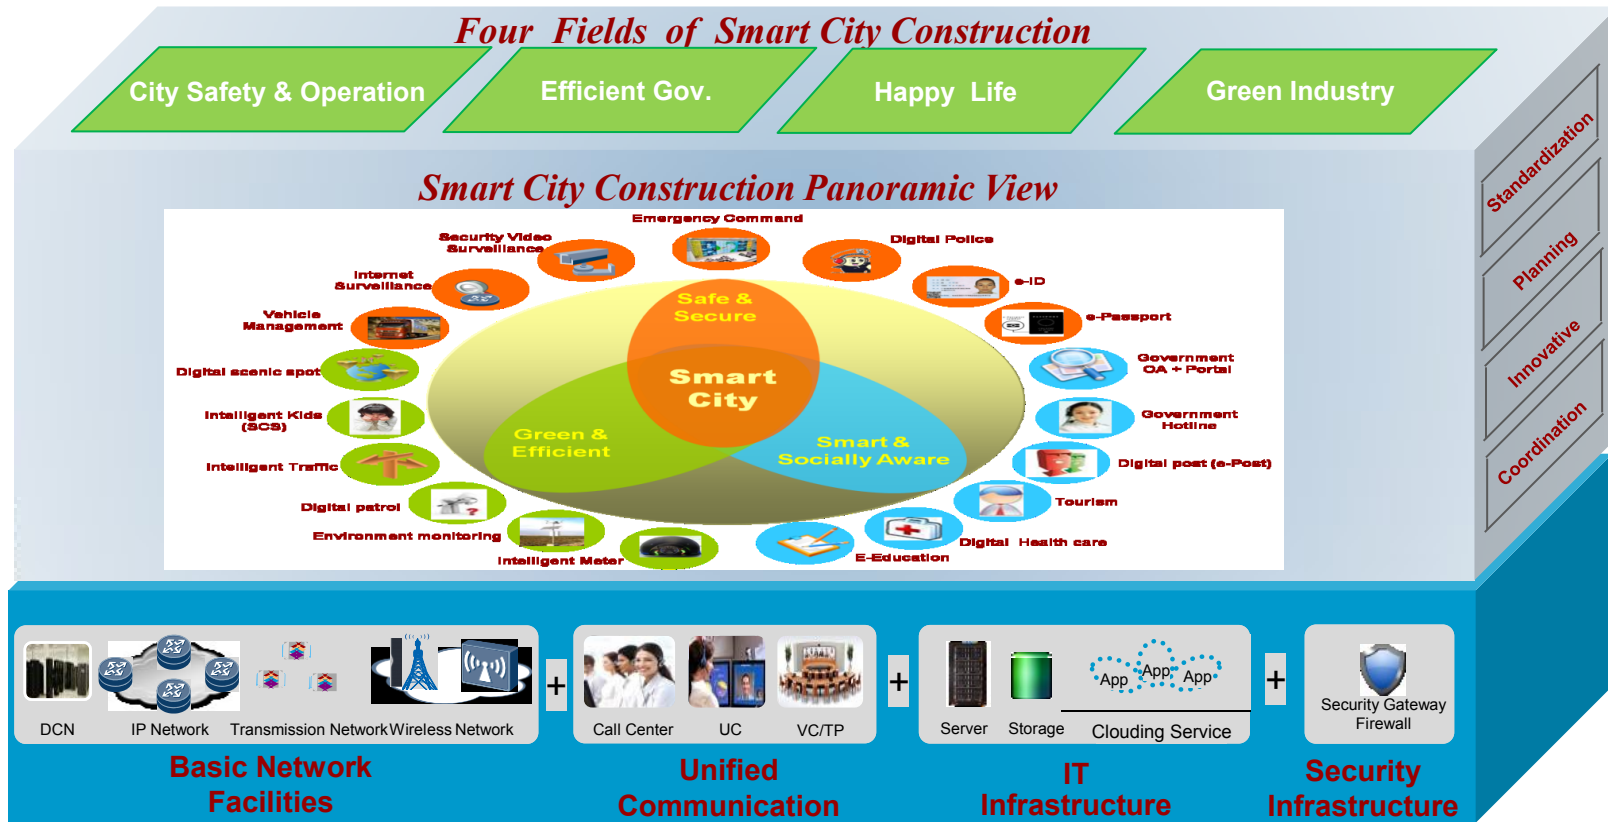 Four Fields of Smart City Construction
City Safety & Operation
Efficient Gov.
Happy Life
Green Industry
Standardization
Planning
Innovative
Coordination
Smart City Construction Panoramic View
Emergency Command
Security Video
Surveillance
Digital Police
Internet
Surveillance
e-ID
Vehicle
Management
e-Passport
Digital scenic spot
Government
OA + Portal
Intelligent Kids
(SCS)
Government
Hotline
Intelligent Traffic
Digital post (e-Post)
Digital patrol
Tourism
Environment monitoring
Digital Health care
Intelligent Meter
E-Education
Safe &
Secure
Smart
City
Green &
Efficient
Smart &
Socially Aware
DCN
IP Network
Transmission Network
Wireless Network
Basic Network
Facilities
+
Call Center
UC
VC/TP
Unified
Communication
+
Server
Storage
App
App
App
Clouding Service
IT
Infrastructure
+
Security Gateway
Firewall
Security
Infrastructure